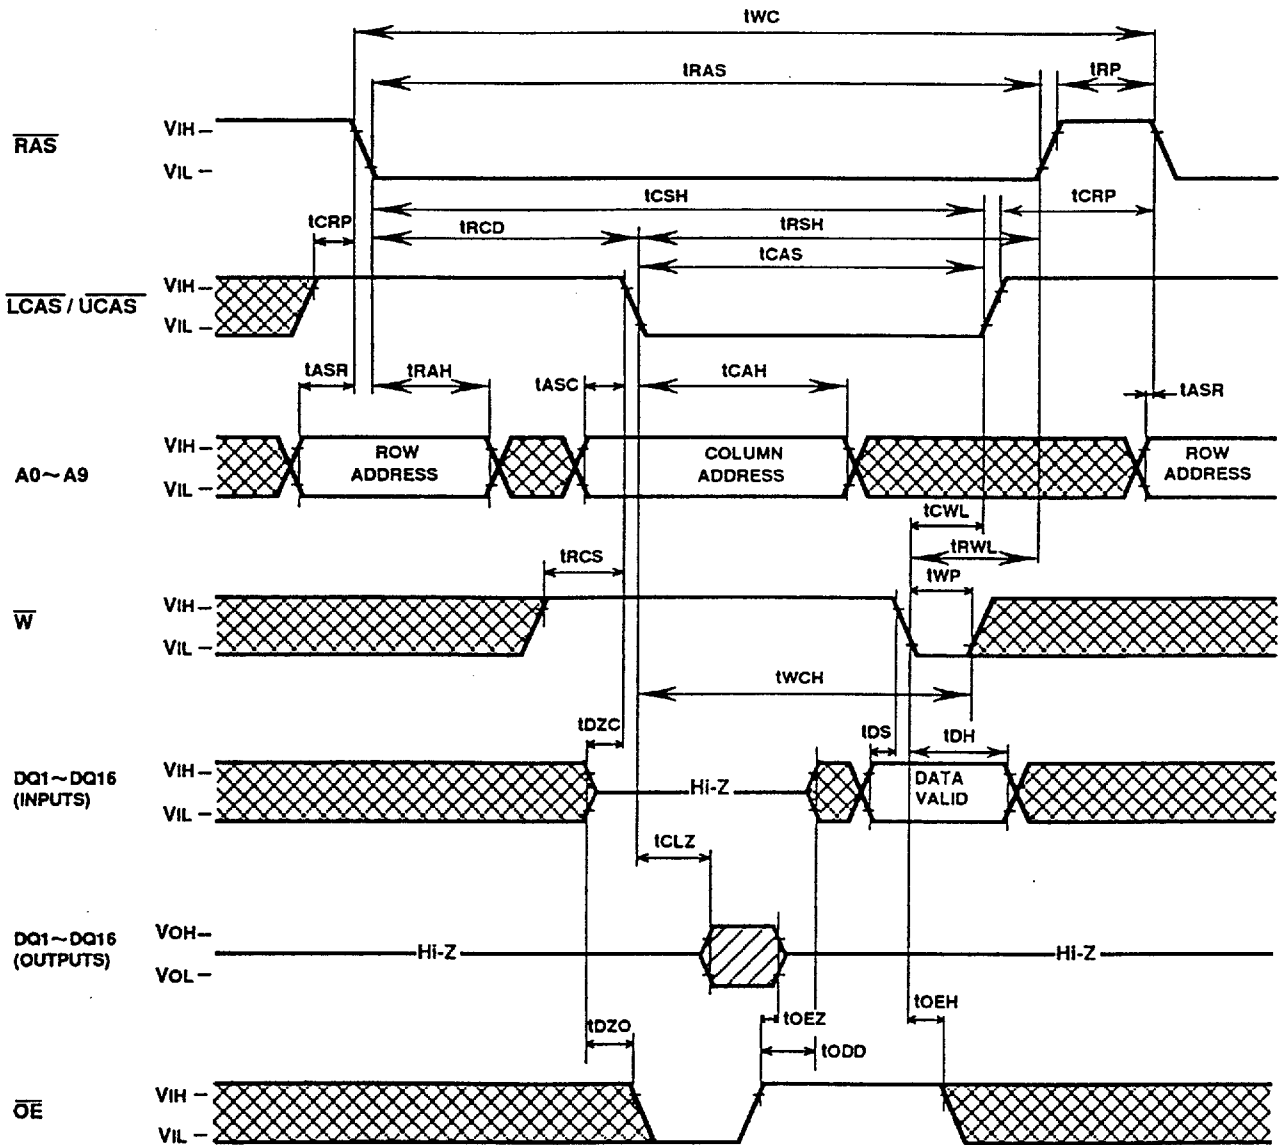 tWC
tRAS
tRP
RAS
VIH
VIL
tCSH
tCRP
tCRP
tRCD
tRSH
tCAS
LCAS / UCAS
VIH
VIL
tASR
tRAH
tASC
tCAH
tASR
A0~A9
VIH
VIL
ROW
ADDRESS
COLUMN
ADDRESS
ROW
ADDRESS
tCWL
tRWL
tRCS
tWP
W
VIH
VIL
tWCH
tDZC
tDS
tDH
DQ1~DQ16
(INPUTS)
VIH
VIL
Hi-Z
DATA
VALID
tCLZ
DQ1~DQ16
(OUTPUTS)
VOH
VOL
Hi-Z
Hi-Z
tOEH
tDZO
tOEZ
tODD
OE
VIH
VIL